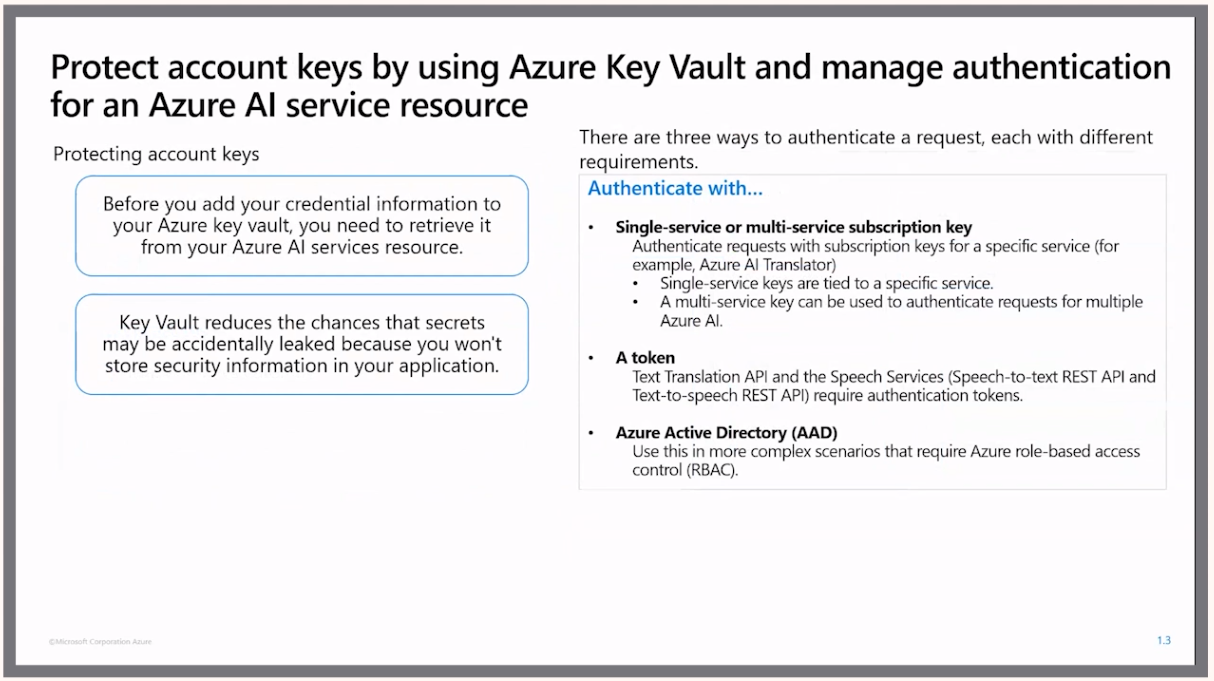 Protect account keys by using Azure Key Vault and manage authentication
for an Azure AI service resource
Protecting account keys
Before you add your credential information to
your Azure key vault, you need to retrieve it
from your Azure AI services resource.
Key Vault reduces the chances that secrets
may be accidentally leaked because you won't
store security information in your application.
There are three ways to authenticate a request, each with different
requirements.
Authenticate with...
• Single-service or multi-service subscription key
Authenticate requests with subscription keys for a specific service (for
example, Azure AI Translator)
• Single-service keys are tied to a specific service.
• A multi-service key can be used to authenticate requests for multiple
Azure AI.
• A token
Text Translation API and the Speech Services (Speech-to-text REST API and
Text-to-speech REST API) require authentication tokens.
• Azure Active Directory (AAD)
Use this in more complex scenarios that require Azure role-based access
control (RBAC).
©Microsoft Corporation Azure
1.3